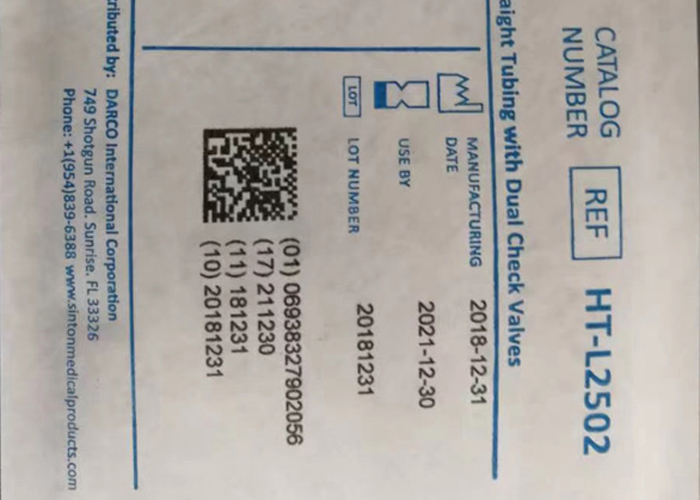 CATALOG
NUMBER
REF HT-L2502
aight Tubing with Dual Check Valves
MANUFACTURING
DATE
2018-12-31
USE BY 2021-12-30
LOT LOT NUMBER 20181231
(01) 06938327902056
(17) 211230
(11) 181231
(10) 20181231
tributed by: DARCO International Corporation
749 Shotgun Road. Sunrise. FL 33326
Phone: +1(954)839-6388 www.sintonmedicalproducts.com